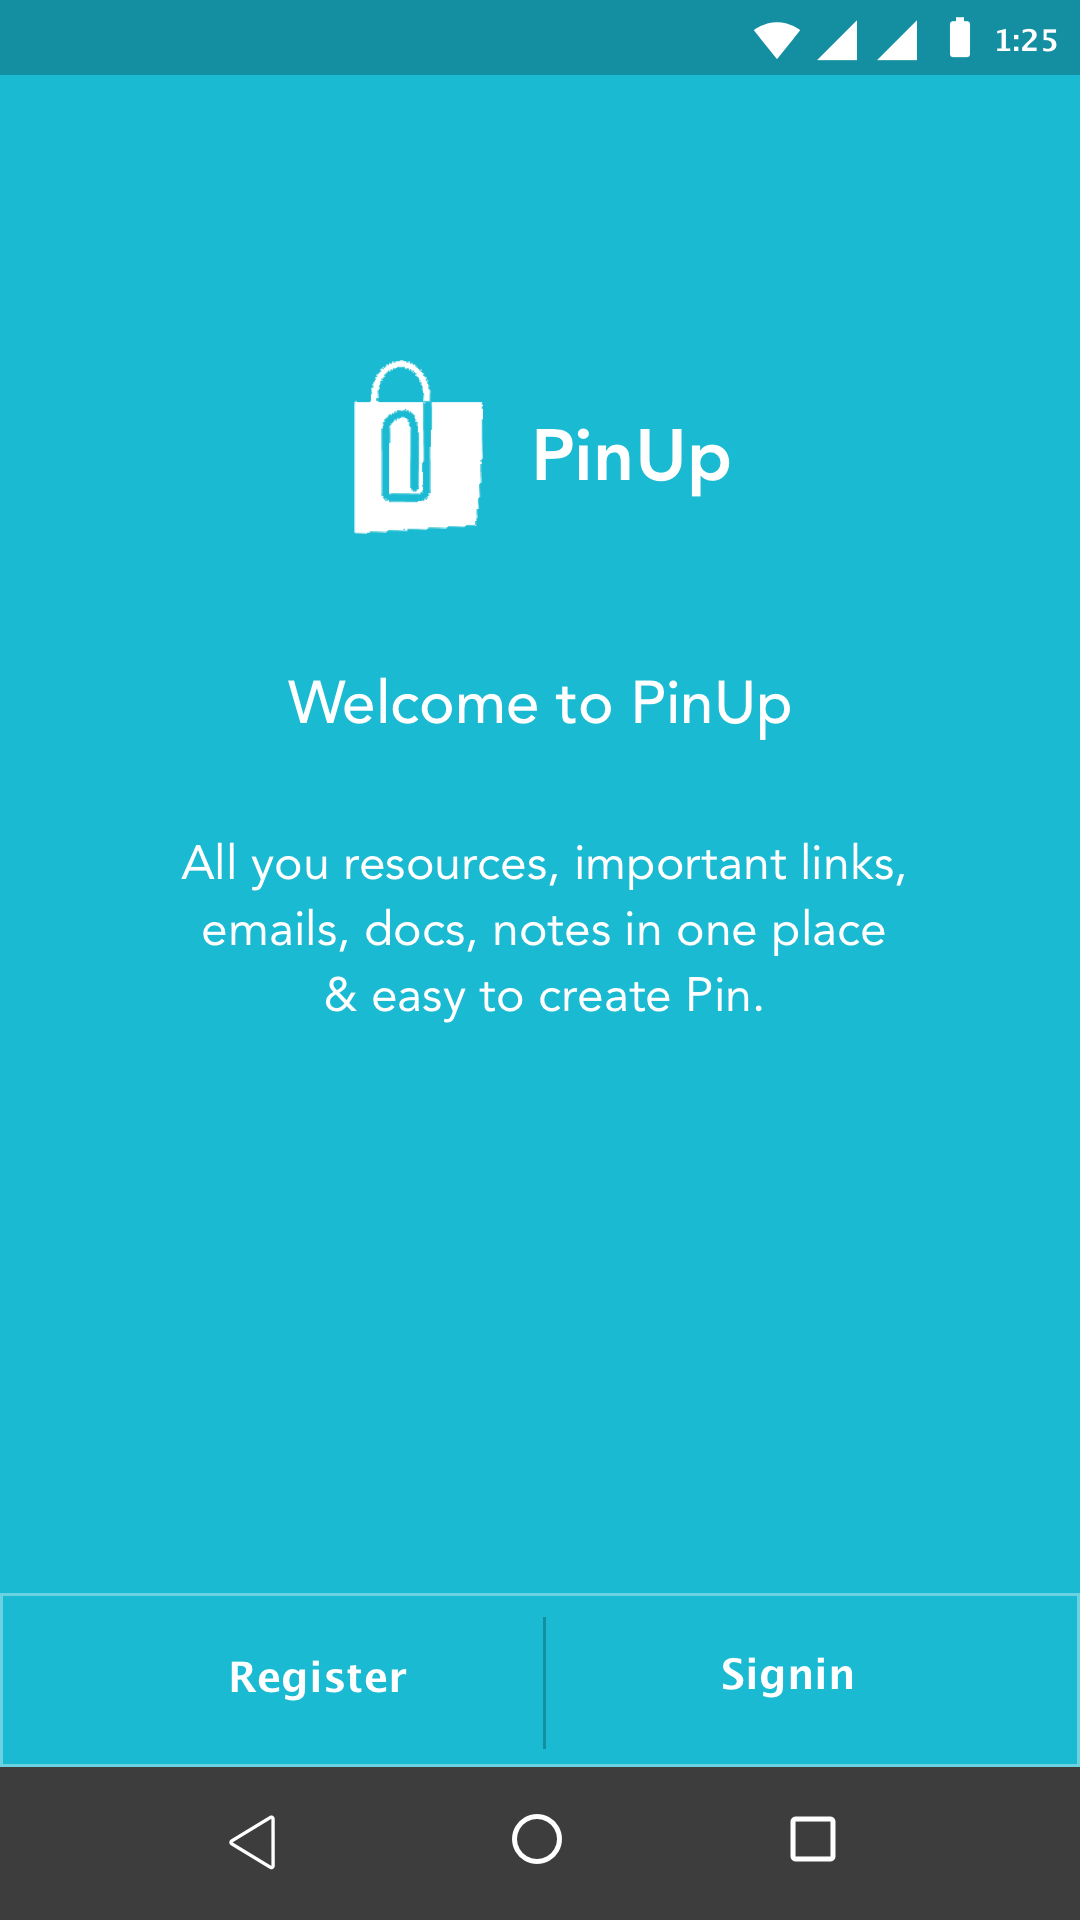 1:25
PinUp
Welcome to PinUp
All you resources, important links,
emails, docs, notes in one place
& easy to create Pin.
Register
Signin